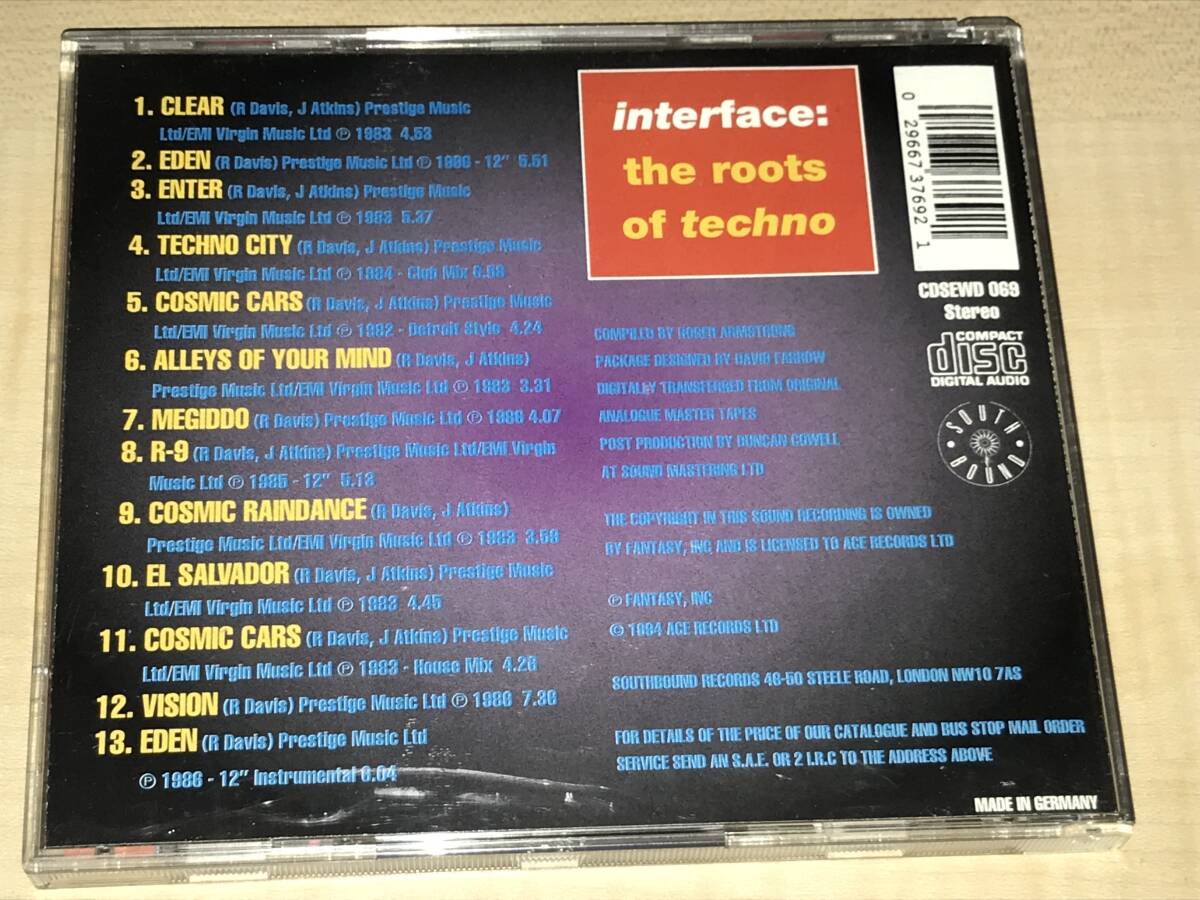 1. CLEAR (R Davis, J Atkins) Prestige Music
Ltd/EMI Virgin Music Ltd ℗ 1983 4.53
2. EDEN (R Davis) Prestige Music Ltd ℗ 1986 - 12" 5.51
3. ENTER (R Davis, J Atkins) Prestige Music
Ltd/EMI Virgin Music Ltd ℗ 1983 5.37
4. TECHNO CITY (R Davis, J Atkins) Prestige Music
Ltd/EMI Virgin Music Ltd ℗ 1984 - Club Mix
5. COSMIC CARS (R Davis, J Atkins) Prestige Music
Ltd/EMI Virgin Music Ltd ℗ 1982 - Detroit Style 4.24
6. ALLEYS OF YOUR MIND (R Davis, J Atkins)
Prestige Music Ltd/EMI Virgin Music Ltd ℗ 1983 3.31
7. MEGIDDO (R Davis) Prestige Music Ltd ℗ 1986 4.07
8. R-9 (R Davis, J Atkins) Prestige Music Ltd/EMI Virgin
Music Ltd ℗ 1985 - 12" 5.13
9. COSMIC RAINDANCE (R Davis, J Atkins)
Prestige Music Ltd/EMI Virgin Music Ltd ℗ 1983
10. EL SALVADOR (R Davis, J Atkins) Prestige Music
Ltd/EMI Virgin Music Ltd ℗ 1983 4.45
11. COSMIC CARS (R Davis, J Atkins) Prestige Music
Ltd/EMI Virgin Music Ltd ℗ 1983 - House Mix
12. VISION (R Davis) Prestige Music Ltd ℗ 1986
13. EDEN (R Davis) Prestige Music Ltd
℗ 1986 - 12" Instrumental 6.04
interface:
the roots
of techno
0 29667 37692 1
CDSEWD 069
Stereo
COMPACT
disc
DIGITAL AUDIO
SOUTH BOUND
COMPILED BY ROGER ARMSTRONG
PACKAGE DESIGNED BY DAVID FARROW
DIGITALLY TRANSFERRED FROM ORIGINAL
ANALOGUE MASTER TAPES
POST PRODUCTION BY DUNCAN COWELL
AT SOUND MASTERING LTD
THE COPYRIGHT IN THIS SOUND RECORDING IS OWNED
BY FANTASY, INC AND IS LICENSED TO ACE RECORDS LTD
℗ FANTASY, INC
© 1994 ACE RECORDS LTD
SOUTHBOUND RECORDS 48-50 STEELE ROAD, LONDON NW10 7AS
FOR DETAILS OF THE PRICE OF OUR CATALOGUE AND BUS STOP MAIL ORDER
SERVICE SEND AN S.A.E. OR 2 I.R.C TO THE ADDRESS ABOVE
MADE IN GERMANY